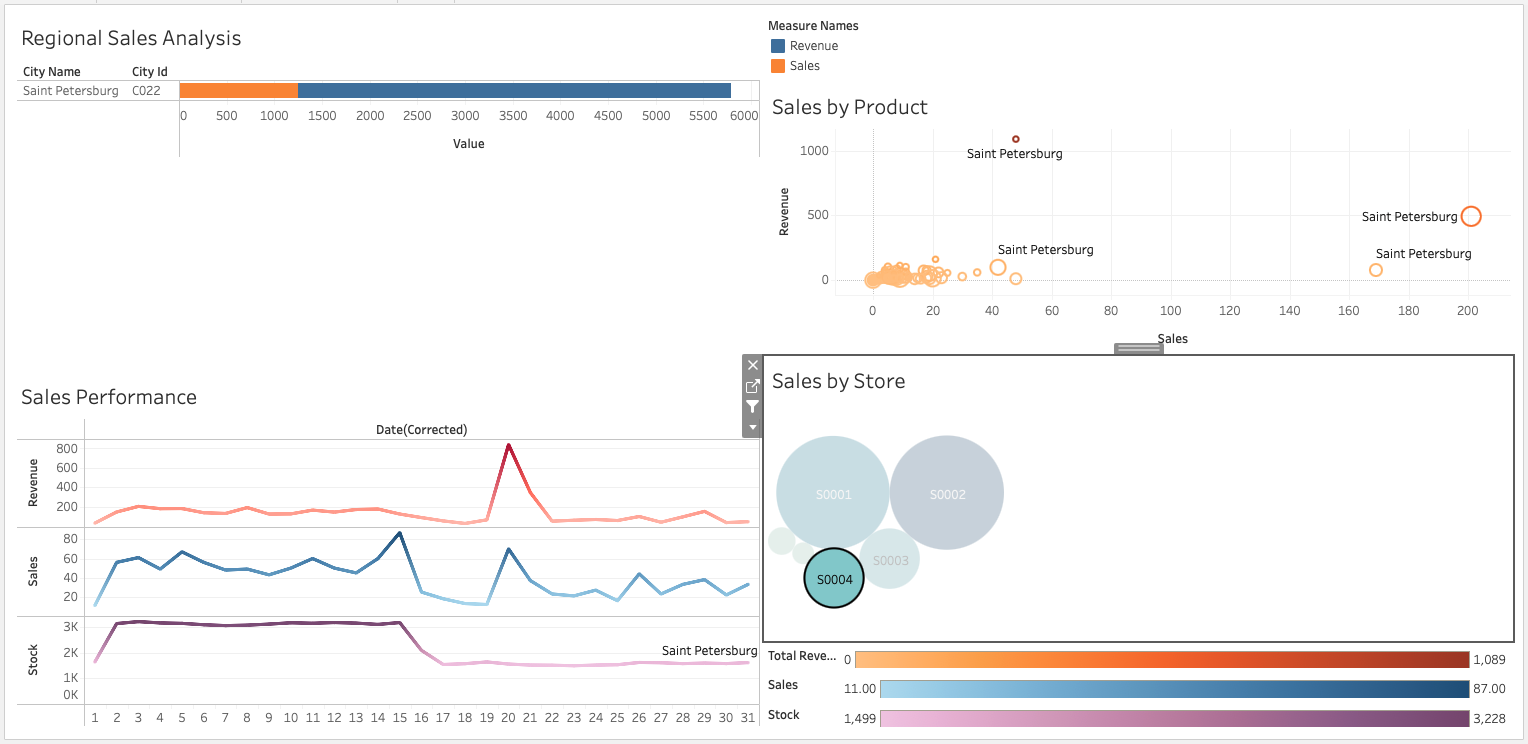 Regional Sales Analysis
City Name City Id
Saint Petersburg C022
0 500 1000 1500 2000 2500 3000 3500 4000 4500 5000 5500 6000
Value
Measure Names
Revenue
Sales
Sales by Product
1000
500
0
Revenue
Saint Petersburg
Saint Petersburg
Saint Petersburg
Saint Petersburg
0 20 40 60 80 100 120 140 160 180 200
Sales
Sales Performance
Date(Corrected)
Revenue
800
600
400
200
Sales
80
60
40
20
Stock
3K
2K
1K
0K
Saint Petersburg
1 2 3 4 5 6 7 8 9 10 11 12 13 14 15 16 17 18 19 20 21 22 23 24 25 26 27 28 29 30 31
Sales by Store
S0001
S0002
S0003
S0004
Total Reve... 0 1,089
Sales 11.00 87.00
Stock 1,499 3,228